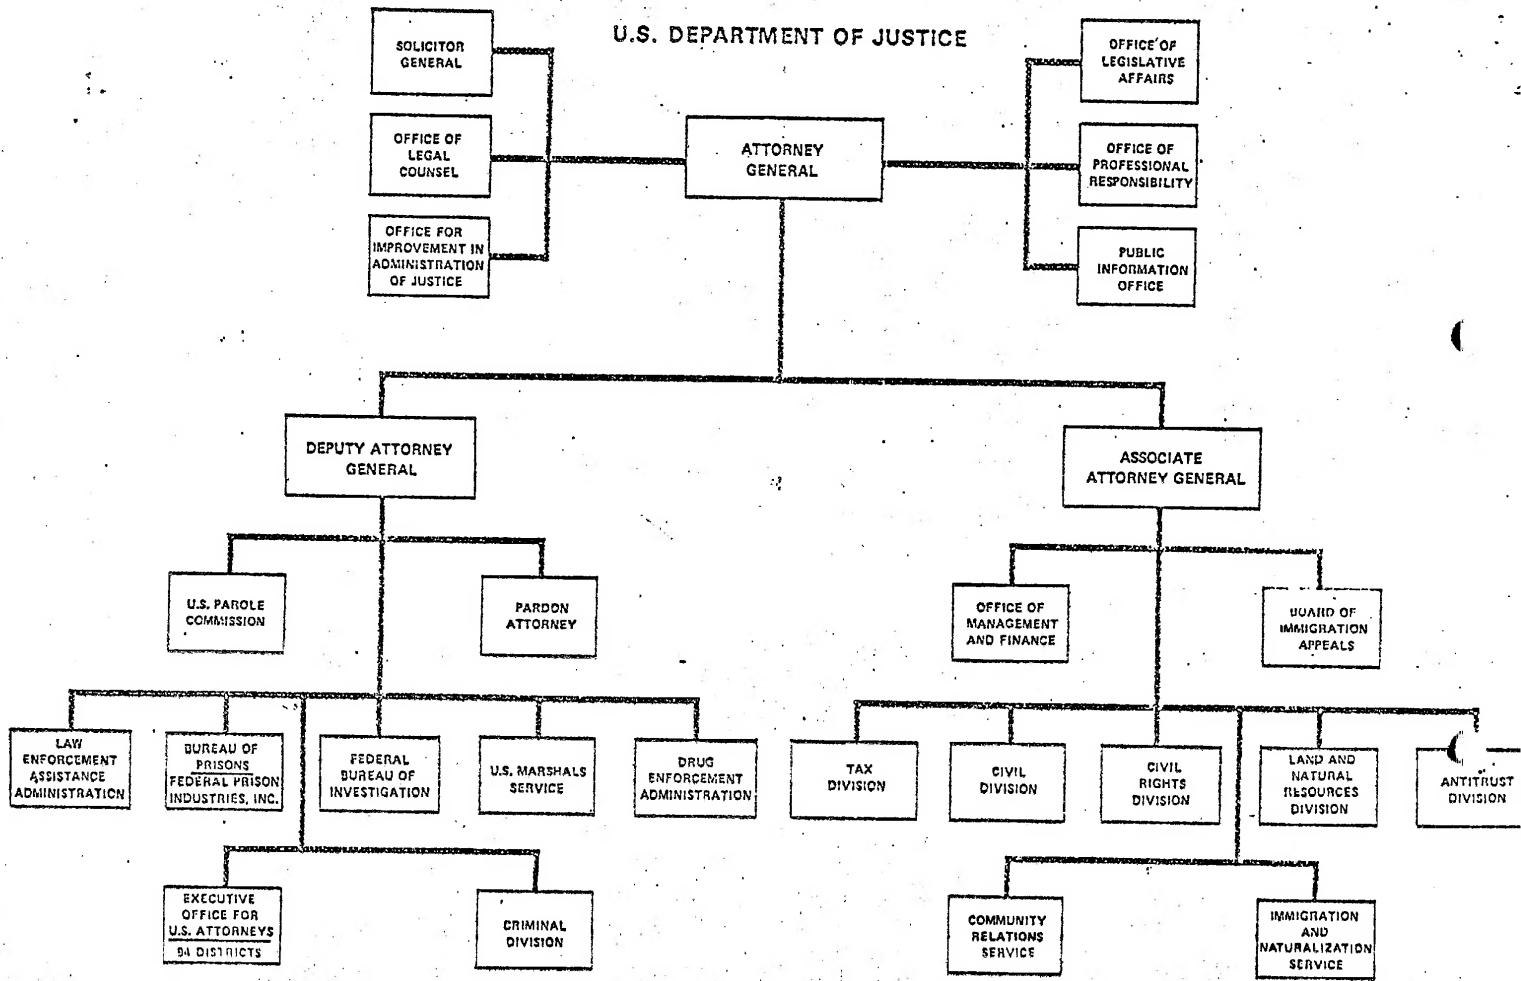 U.S. DEPARTMENT OF JUSTICE
SOLICITOR
GENERAL
OFFICE OF
LEGAL
COUNSEL
OFFICE FOR
IMPROVEMENT IN
ADMINISTRATION
OF JUSTICE
ATTORNEY
GENERAL
OFFICE OF
LEGISLATIVE
AFFAIRS
OFFICE OF
PROFESSIONAL
RESPONSIBILITY
PUBLIC
INFORMATION
OFFICE
DEPUTY ATTORNEY
GENERAL
ASSOCIATE
ATTORNEY GENERAL
U.S. PAROLE
COMMISSION
PARDON
ATTORNEY
OFFICE OF
MANAGEMENT
AND FINANCE
BOARD OF
IMMIGRATION
APPEALS
LAW
ENFORCEMENT
ASSISTANCE
ADMINISTRATION
BUREAU OF
PRISONS
FEDERAL PRISON
INDUSTRIES, INC.
FEDERAL
BUREAU OF
INVESTIGATION
U.S. MARSHALS
SERVICE
DRUG
ENFORCEMENT
ADMINISTRATION
TAX
DIVISION
CIVIL
DIVISION
CIVIL
RIGHTS
DIVISION
LAND AND
NATURAL
RESOURCES
DIVISION
ANTITRUST
DIVISION
EXECUTIVE
OFFICE FOR
U.S. ATTORNEYS
94 DISTRICTS
CRIMINAL
DIVISION
COMMUNITY
RELATIONS
SERVICE
IMMIGRATION
AND
NATURALIZATION
SERVICE